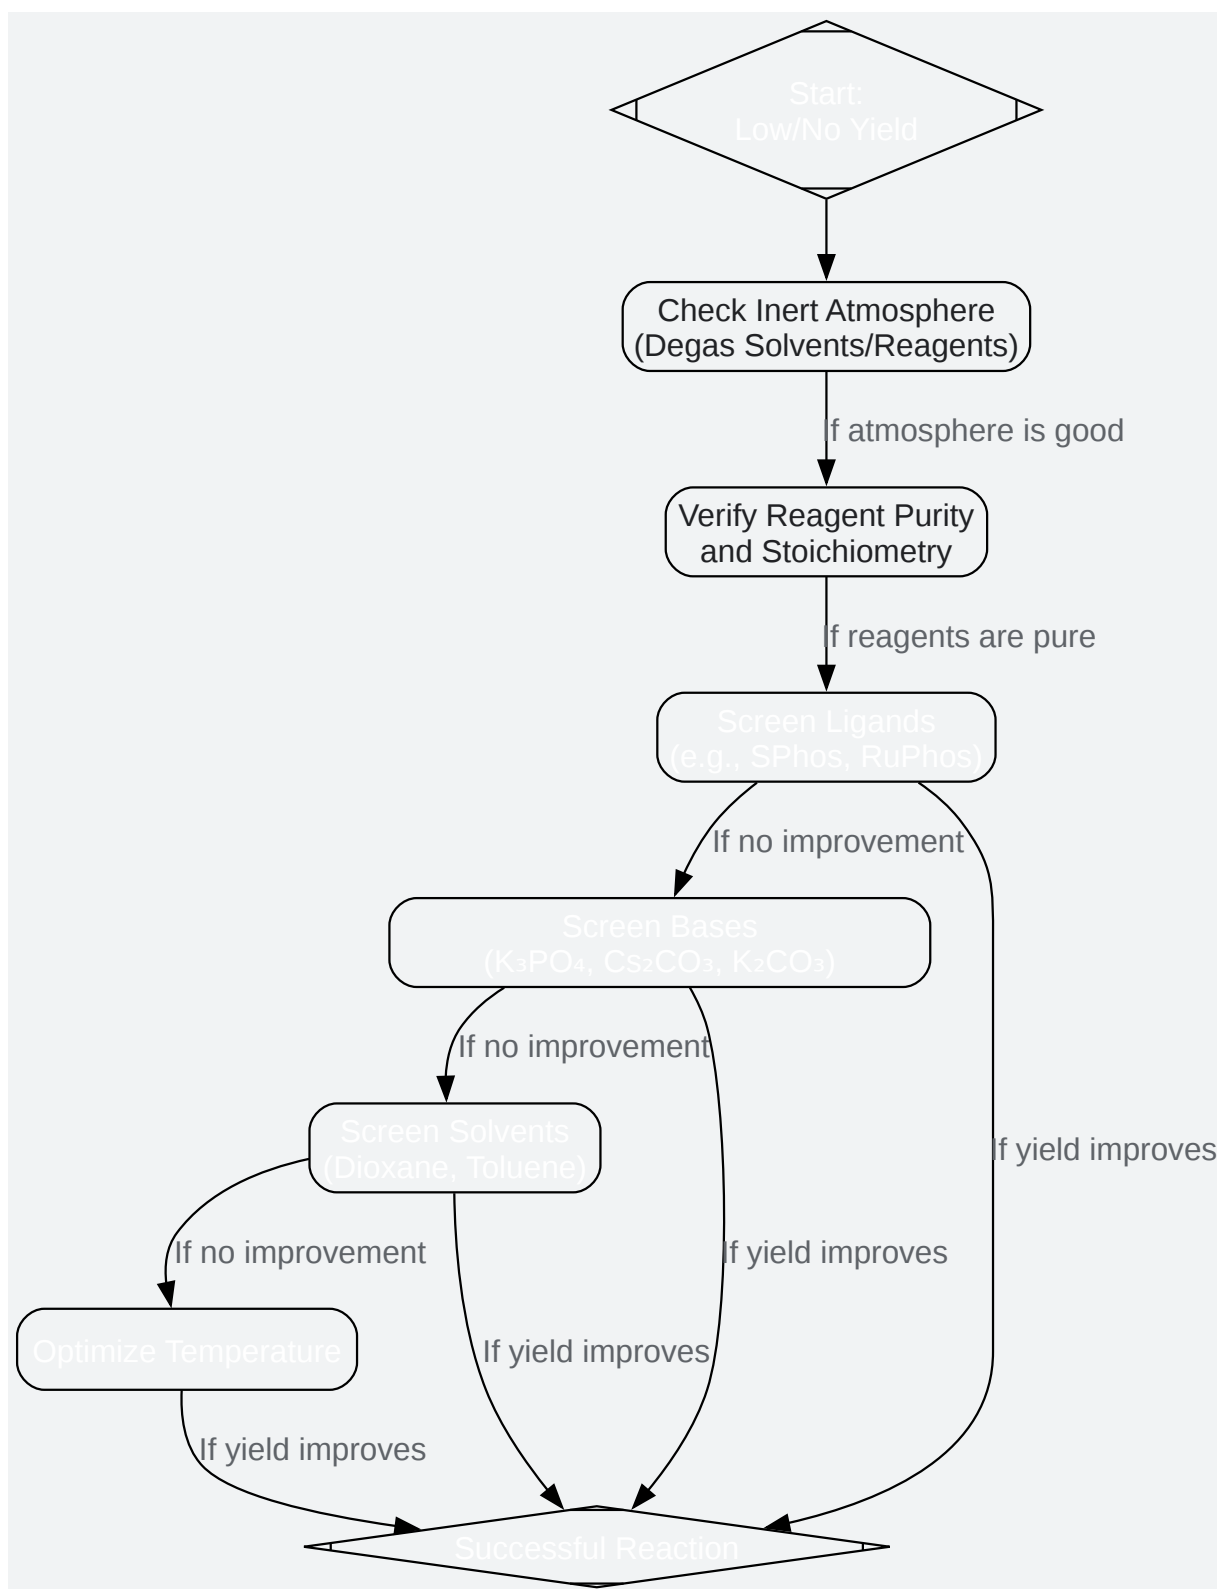 Start:
Low/No Yield
Check Inert Atmosphere
(Degas Solvents/Reagents)
If atmosphere is good
Verify Reagent Purity
and Stoichiometry
If reagents are pure
Screen Ligands
(e.g., SPhos, RuPhos)
If no improvement
Screen Bases
(K₃PO₄, Cs₂CO₃, K₂CO₃)
If no improvement
Screen Solvents
(Dioxane, Toluene)
If yield improves
If no improvement
If yield improves
Optimize Temperature
If yield improves
If yield improves
Successful Reaction